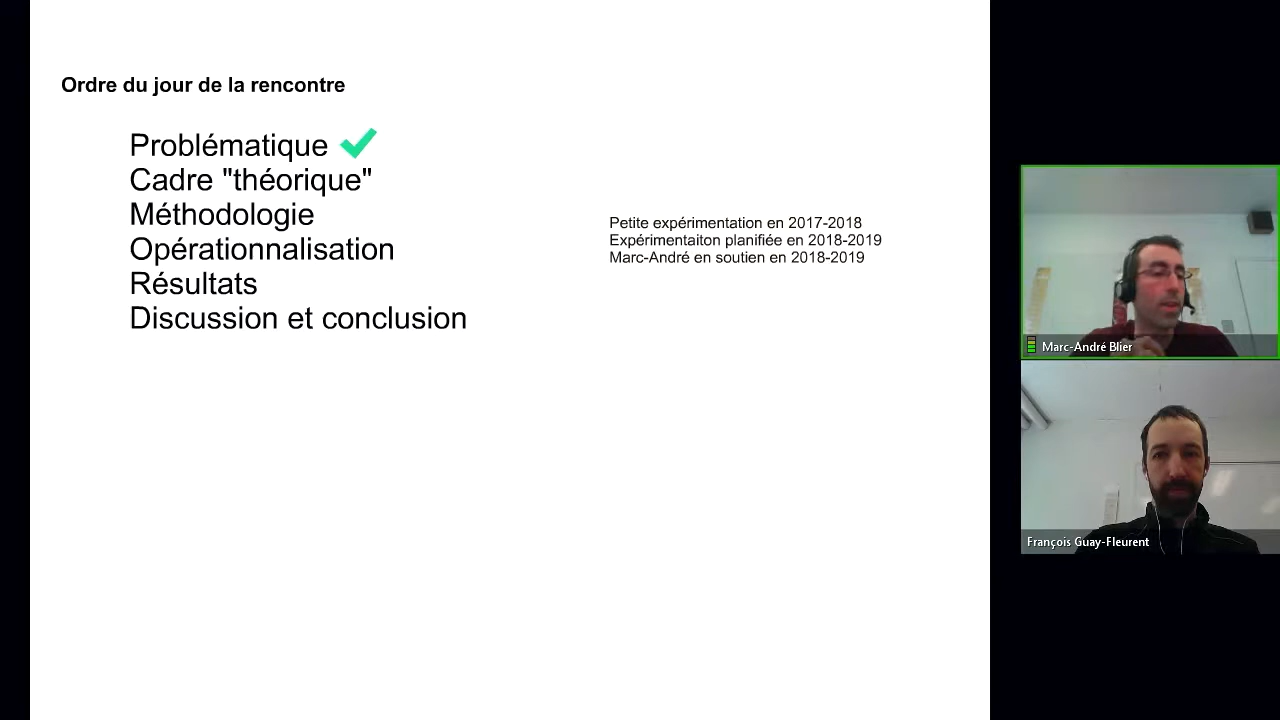 Ordre du jour de la rencontre
Problématique
Cadre "théorique"
Méthodologie
Opérationnalisation
Résultats
Discussion et conclusion
Petite expérimentation en 2017-2018
Expérimentaiton planifiée en 2018-2019
Marc-André en soutien en 2018-2019
Marc-André Blier
François Guay-Fleurent